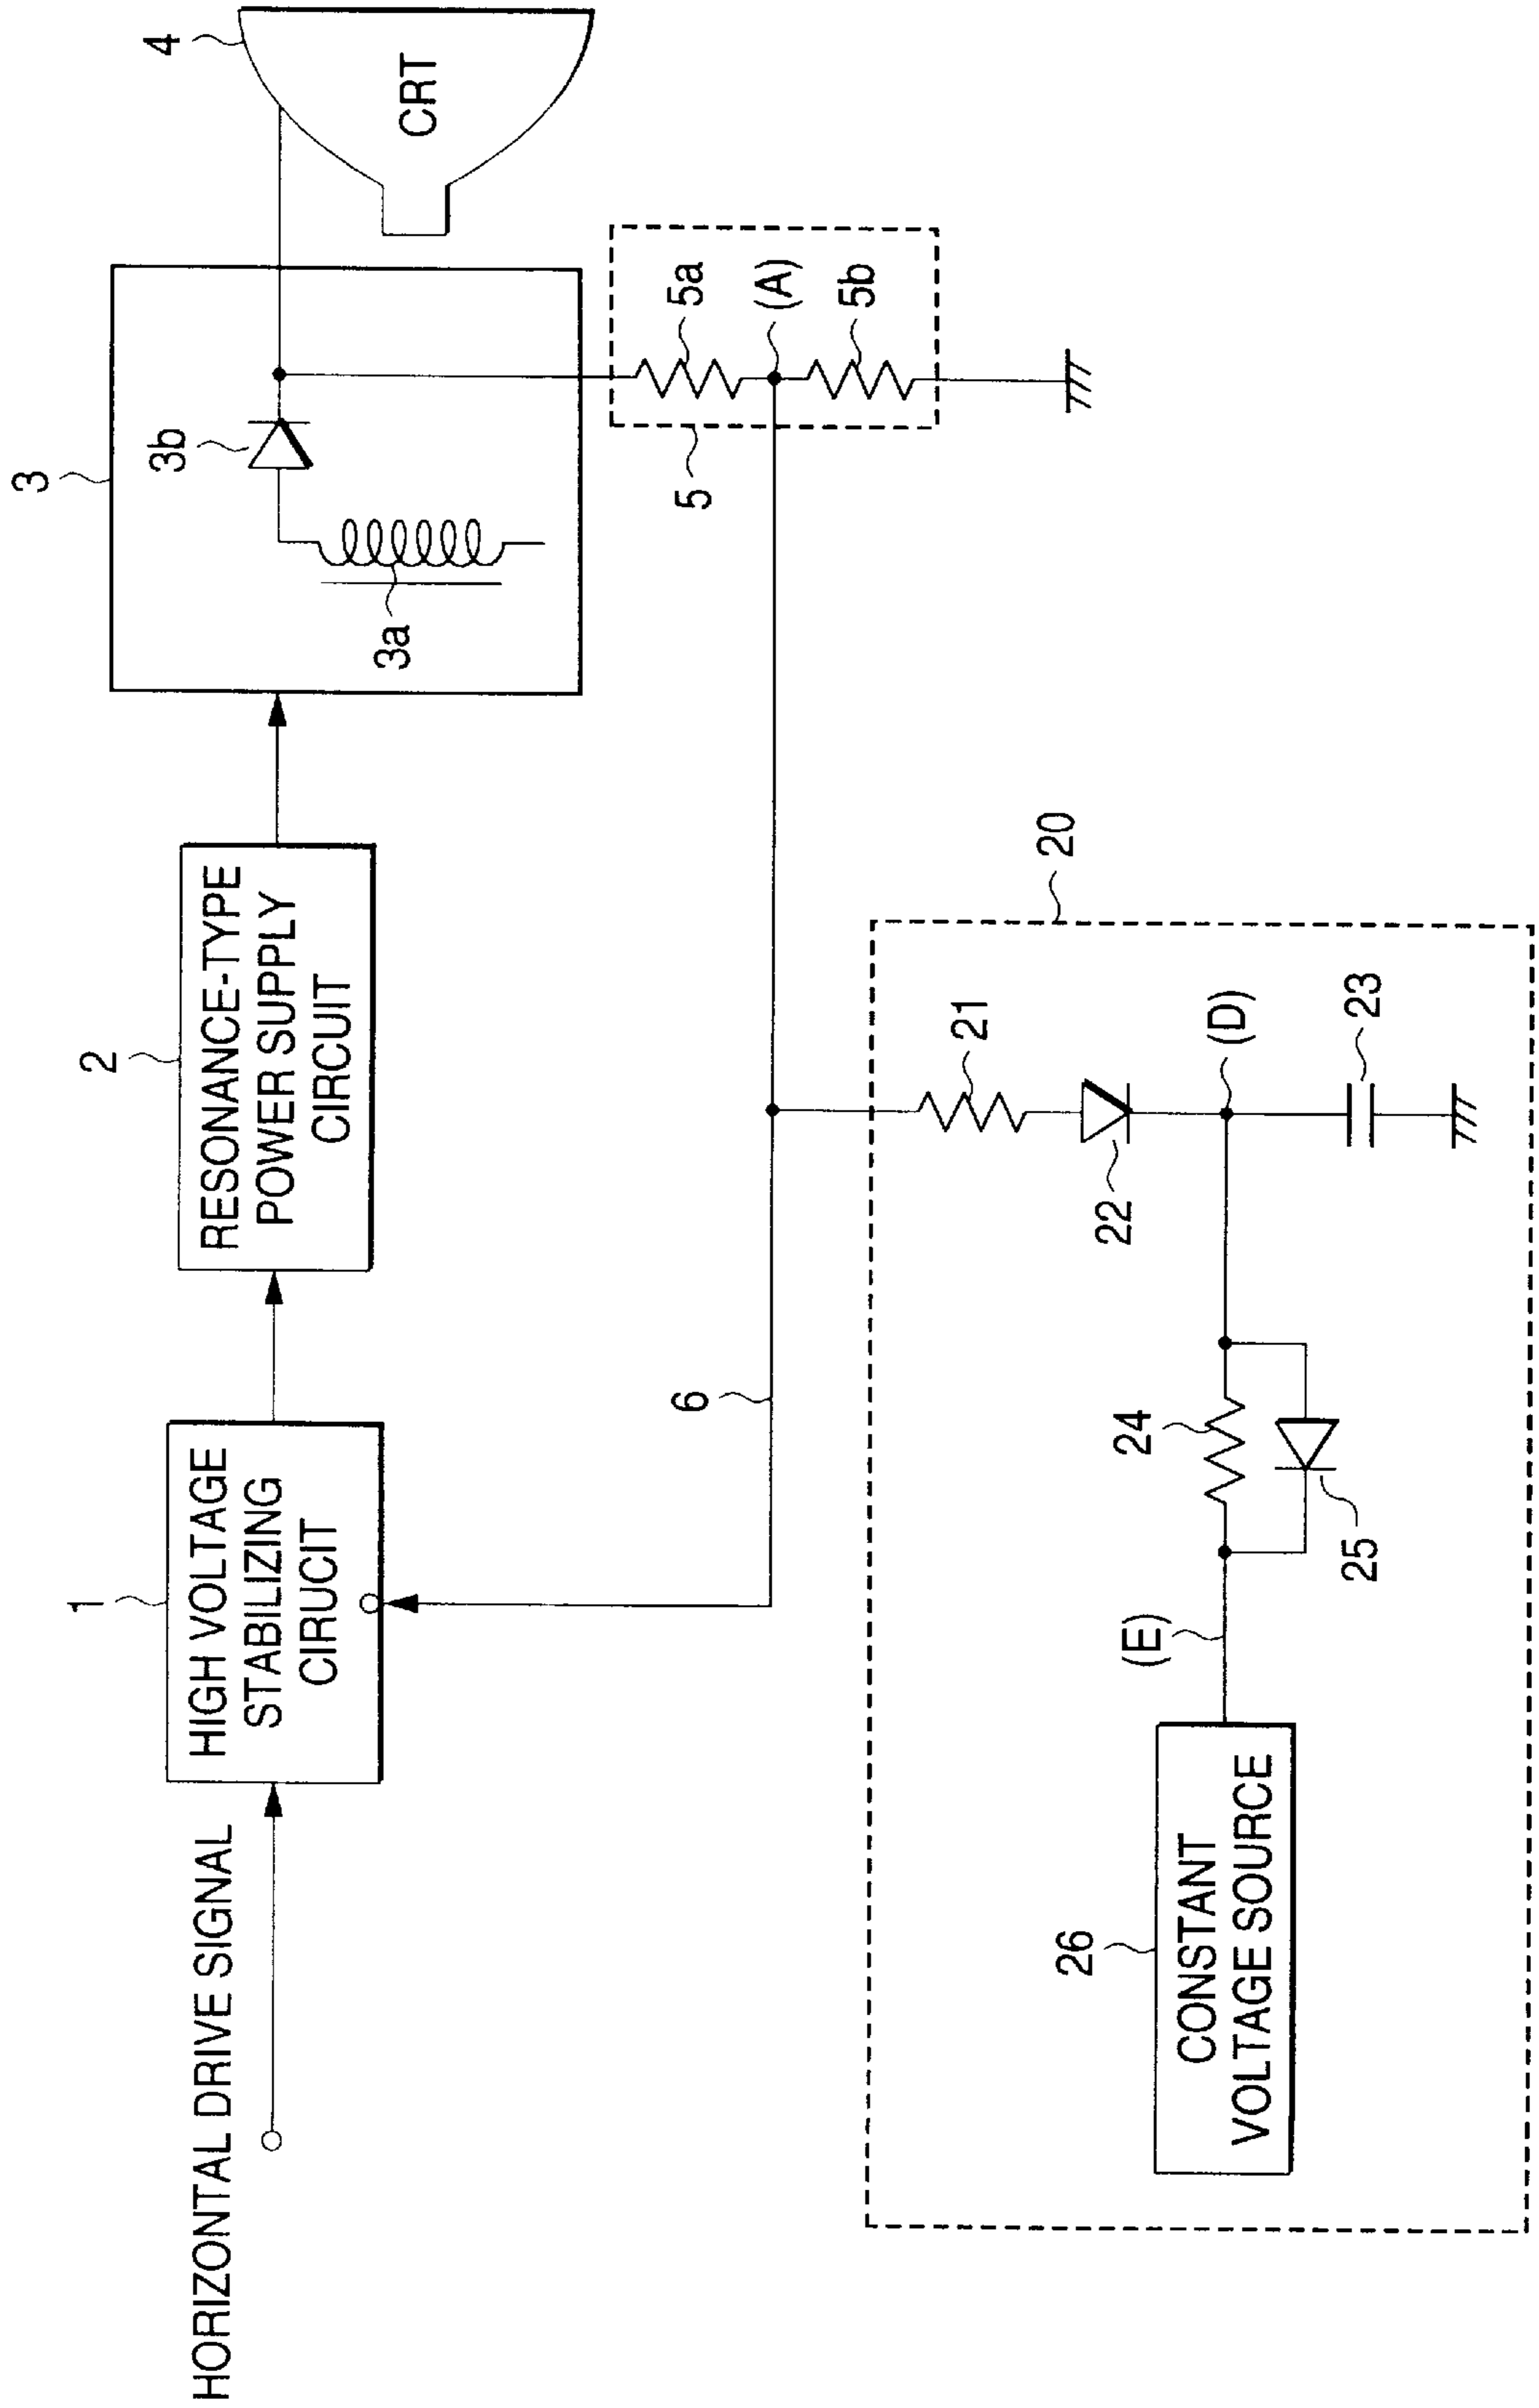 HORIZONTAL DRIVE SIGNAL
1
HIGH VOLTAGE
STABILIZING
CIRUCIT
2
RESONANCE-TYPE
POWER SUPPLY
CIRCUIT
3
3a
3b
4
CRT
5
5a
(A)
5b
6
20
21
22
(D)
23
24
25
(E)
26
CONSTANT
VOLTAGE SOURCE